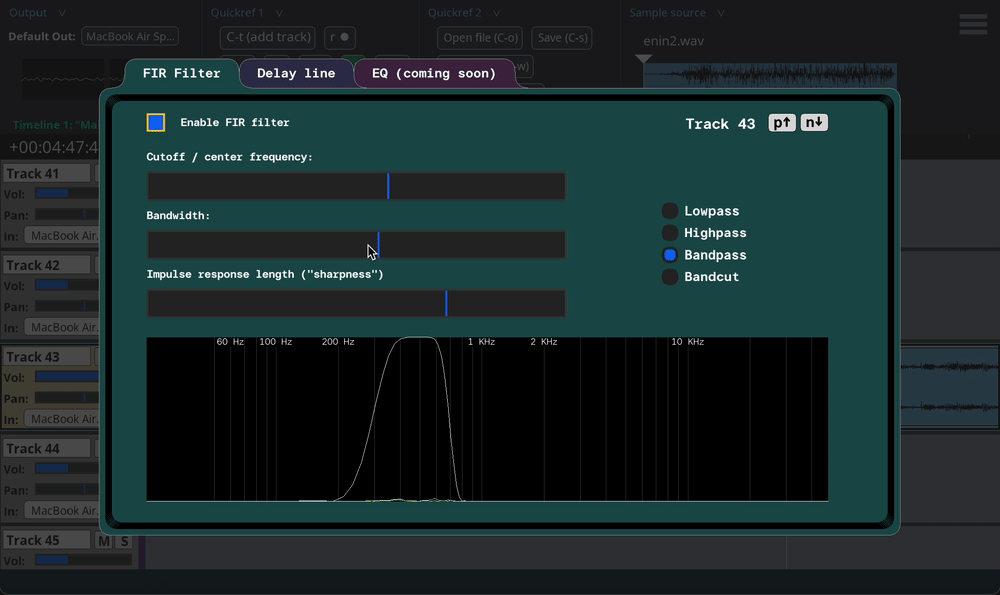 Output ∨ Quickref 1 ∨ Quickref 2 ∨ Sample source ∨
Default Out: MacBook Air Sp... C-t (add track) r ● Open file (C-o) Save (C-s) enin2.wav
FIR Filter Delay line EQ (coming soon)
Enable FIR filter Track 43 p↑ n↓
Timeline 1: "Ma
+00:04:47:4
Cutoff / center frequency:
Bandwidth:
Impulse response length ("sharpness")
Lowpass
Highpass
Bandpass
Bandcut
60 Hz 100 Hz 200 Hz 1 KHz 2 KHz 10 KHz
Track 41
Vol:
Pan:
In: MacBook Air.
Track 42
Vol:
Pan:
In: MacBook Air.
Track 43
Vol:
Pan:
In: MacBook Air.
Track 44
Vol:
Pan:
In: MacBook Air.
Track 45 M S
Vol: